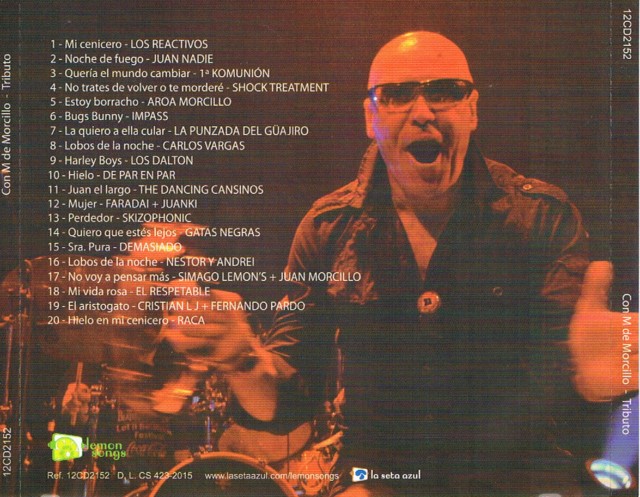 Con M de Morcillo - Tributo
12CD2152
1 - Mi cenicero - LOS REACTIVOS
2 - Noche de fuego - JUAN NADIE
3 - Quería el mundo cambiar - 1ª KOMUNIÓN
4 - No trates de volver o te morderé - SHOCK TREATMENT
5 - Estoy borracho - AROA MORCILLO
6 - Bugs Bunny - IMPASS
7 - La quiero a ella cular - LA PUNZADA DEL GÜAJIRO
8 - Lobos de la noche - CARLOS VARGAS
9 - Harley Boys - LOS DALTON
10 - Hielo - DE PAR EN PAR
11 - Juan el largo - THE DANCING CANSINOS
12 - Mujer - FARADAI + JUANKI
13 - Perdedor - SKIZOPHONIC
14 - Quiero que estés lejos - GATAS NEGRAS
15 - Sra. Pura - DEMASIADO
16 - Lobos de la noche - NESTOR Y ANDREI
17 - No voy a pensar más - SIMAGO LEMON'S + JUAN MORCILLO
18 - Mi vida rosa - EL RESPETABLE
19 - El aristogato - CRISTIAN L J + FERNANDO PARDO
20 - Hielo en mi cenicero - RACA
lemon songs
Ref. 12CD2152 D. L. CS 423-2015 www.lasetaazul.com/lemonsongs la seta azul
12CD2152
Con M de Morcillo - Tributo